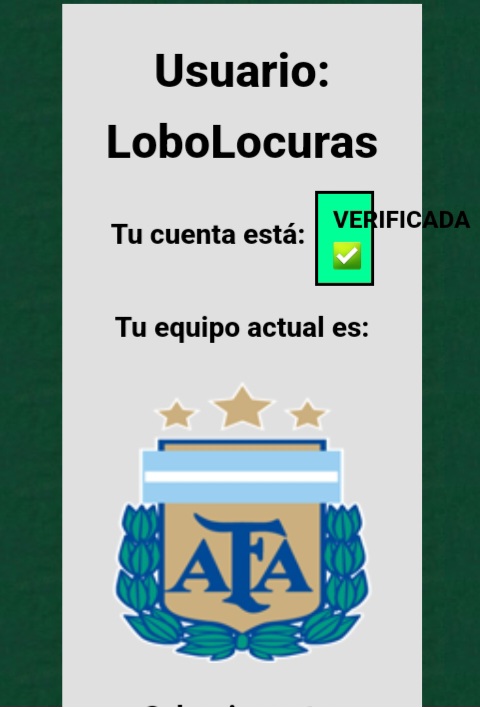 Usuario:
LoboLocuras
Tu cuenta está:
VERIFICADA
✅
Tu equipo actual es:
AFA